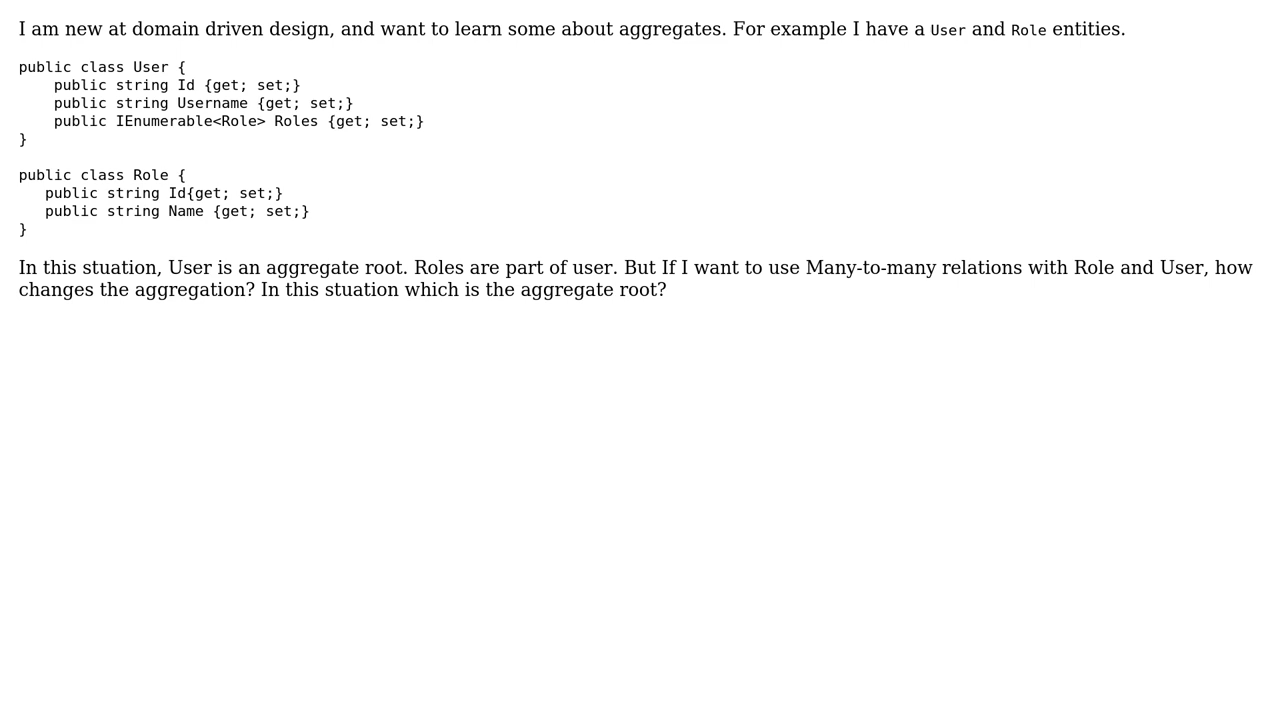 I am new at domain driven design, and want to learn some about aggregates. For example I have a User and Role entities.
public class User {
    public string Id {get; set;}
    public string Username {get; set;}
    public IEnumerable<Role> Roles {get; set;}
}
public class Role {
   public string Id{get; set;}
   public string Name {get; set;}
}
In this stuation, User is an aggregate root. Roles are part of user. But If I want to use Many-to-many relations with Role and User, how
changes the aggregation? In this stuation which is the aggregate root?